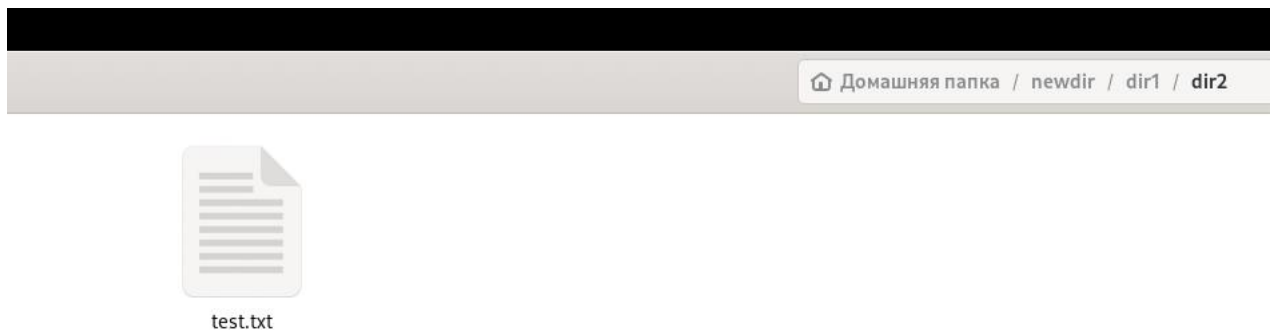 Домашняя папка / newdir / dir1 / dir2
test.txt